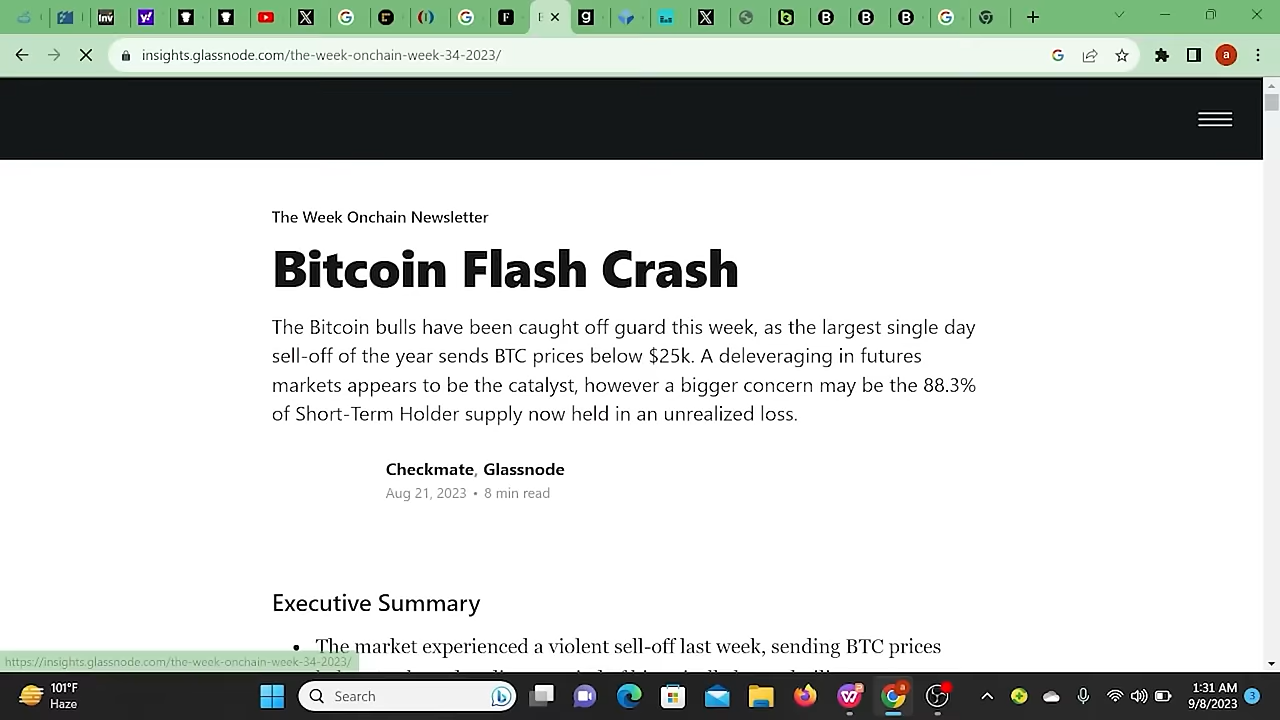 insights.glassnode.com/the-week-onchain-week-34-2023/
The Week Onchain Newsletter
Bitcoin Flash Crash
The Bitcoin bulls have been caught off guard this week, as the largest single day
sell-off of the year sends BTC prices below $25k. A deleveraging in futures
markets appears to be the catalyst, however a bigger concern may be the 88.3%
of Short-Term Holder supply now held in an unrealized loss.
Checkmate, Glassnode
Aug 21, 2023 • 8 min read
Executive Summary
• The market experienced a violent sell-off last week, sending BTC prices
https://insights.glassnode.com/the-week-onchain-week-34-2023/
101°F
Haze
Search
1:31 AM
9/8/2023
3